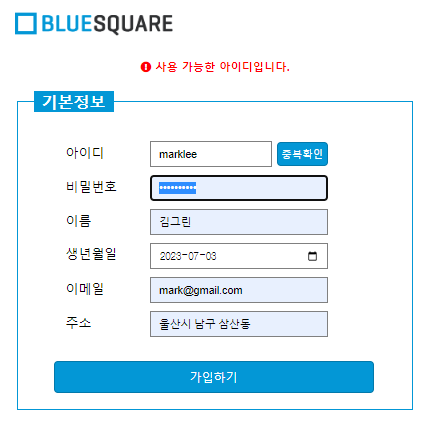 BLUESQUARE
사용 가능한 아이디입니다.
기본정보
아이디 marklee 중복확인
비밀번호 ••••••••••
이름 김그린
생년월일 2023-07-03
이메일 mark@gmail.com
주소 울산시 남구 삼산동
가입하기